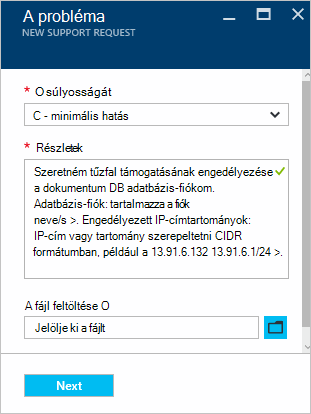 A probléma
NEW SUPPORT REQUEST
* O súlyosságát
C - minimális hatás
* Részletek
Szeretném tűzfal támogatásának engedélyezése
a dokumentum DB adatbázis-fiókom.
Adatbázis-fiók: tartalmazza a fiók
neve/s >. Engedélyezett IP-címtartományok:
IP-cím vagy tartomány szerepeltetni CIDR
formátumban, például a 13.91.6.132 13.91.6.1/24 >.
A fájl feltöltése O
Jelölje ki a fájlt
Next